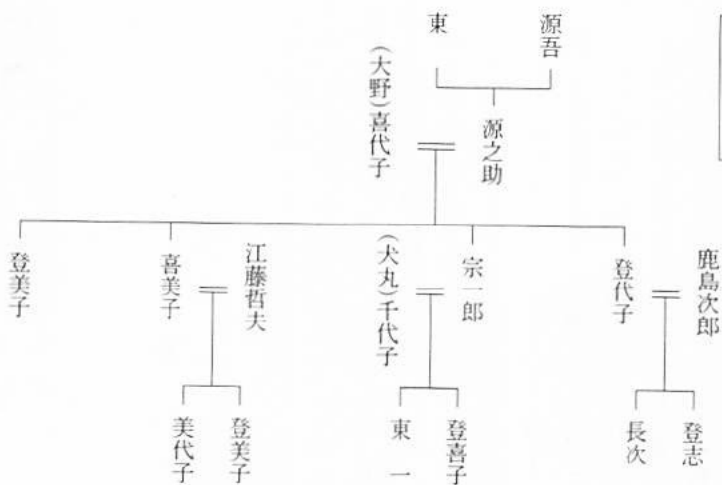 源吾
東
源之助
(大野)喜代子
鹿島次郎
登代子
宗一郎
(犬丸)千代子
江藤哲夫
喜美子
登美子
登志
長次
登喜子
東一
登美子
美代子